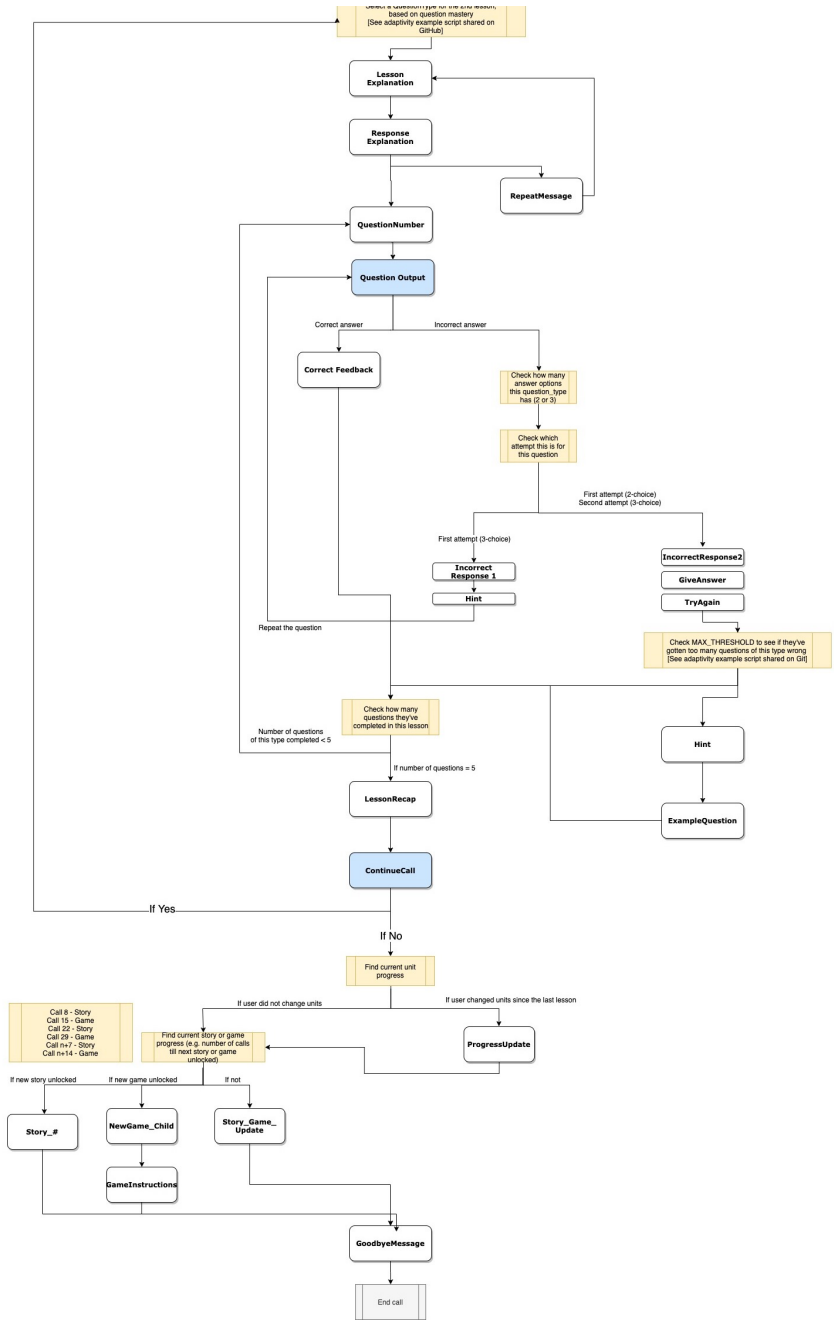 Select a QuestionType for the 2nd lesson,
based on question mastery
[See adaptivity example script shared on
GitHub]
Lesson
Explanation
Response
Explanation
RepeatMessage
QuestionNumber
Question Output
Correct answer
Incorrect answer
Correct Feedback
Check how many
answer options
this question_type
has (2 or 3)
Check which
attempt this is for
this question
First attempt (2-choice)
Second attempt (3-choice)
First attempt (3-choice)
Incorrect
Response 1
Hint
IncorrectResponse2
GiveAnswer
TryAgain
Repeat the question
Check MAX_THRESHOLD to see if they've
gotten too many questions of this type wrong
[See adaptivity example script shared on Git]
Check how many
questions they've
completed in this lesson
Number of questions
of this type completed < 5
Hint
If number of questions = 5
LessonRecap
ExampleQuestion
ContinueCall
If Yes
If No
Find current unit
progress
If user did not change units
If user changed units since the last lesson
Call 8 - Story
Call 15 - Game
Call 22 - Story
Call 29 - Game
Call n+7 - Story
Call n+14 - Game
Find current story or game
progress (e.g. number of calls
till next story or game
unlocked)
ProgressUpdate
If new story unlocked
If new game unlocked
If not
Story_#
NewGame_Child
Story_Game_
Update
GameInstructions
GoodbyeMessage
End call